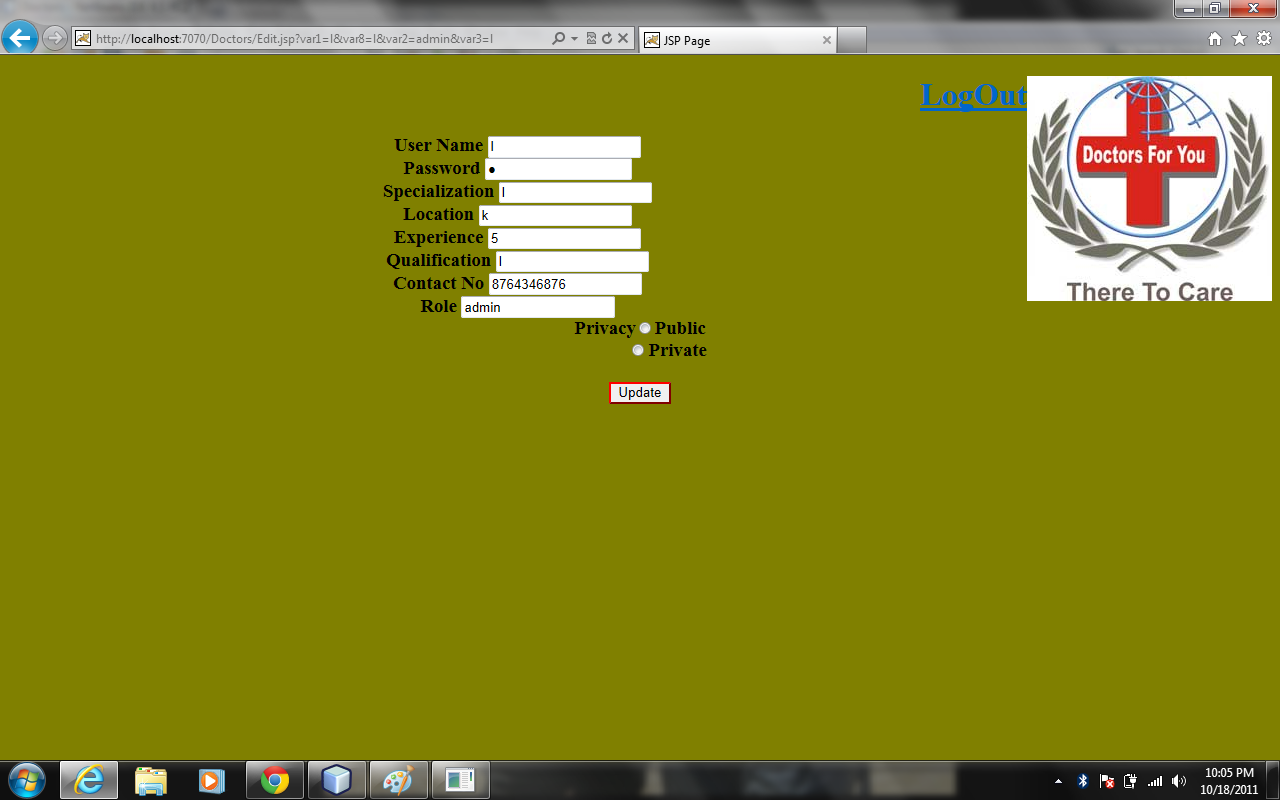 http://localhost:7070/Doctors/Edit.jsp?var1=l&var8=l&var2=admin&var3=l
JSP Page
LogOut
Doctors For You
There To Care
User Name l
Password
Specialization l
Location k
Experience 5
Qualification l
Contact No 8764346876
Role admin
Privacy Public
Private
Update
10:05 PM
10/18/2011